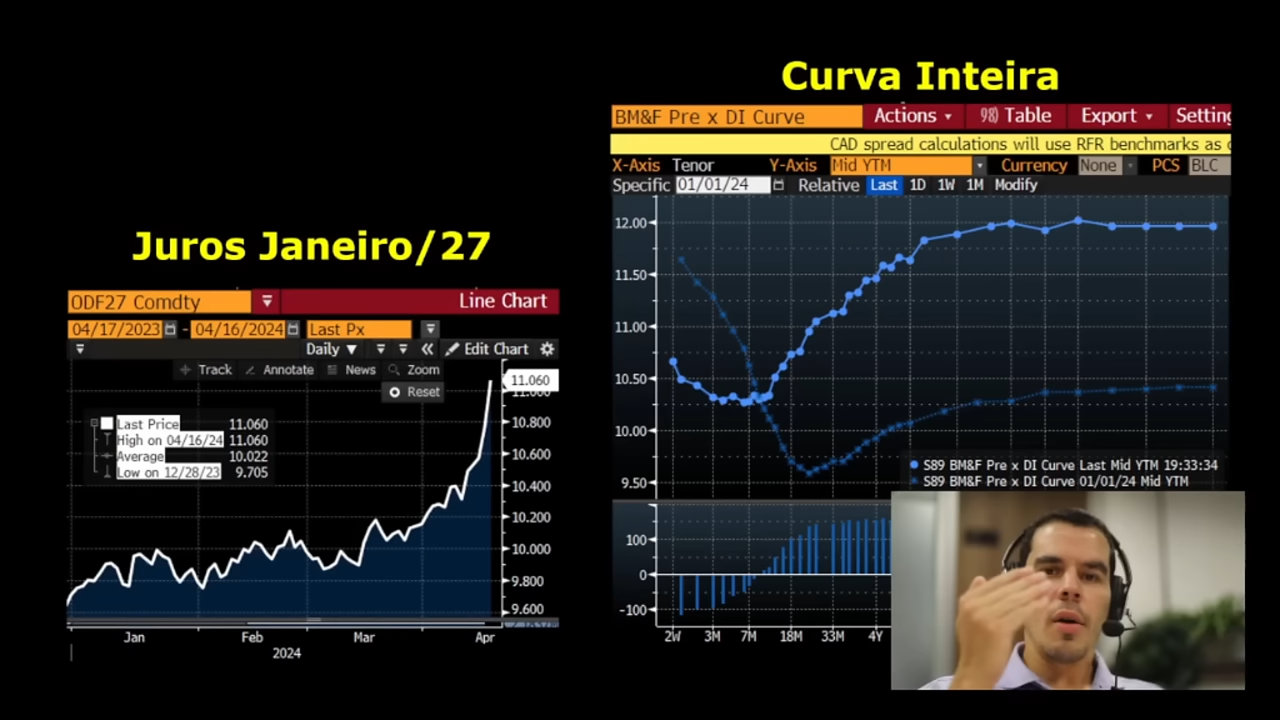 Curva Inteira
BM&F Pre x DI Curve Actions 98) Table Export Setting
CAD spread calculations will use RFR benchmarks as
X-Axis Tenor Y-Axis Mid YTM Currency None PCS BLC
Specific 01/01/24 Relative Last 1D 1W 1M Modify
12.00
11.50
11.00
10.50
10.00
9.50
S89 BM&F Pre x DI Curve Last Mid YTM 19:33:34
S89 BM&F Pre x DI Curve 01/01/24 Mid YTM
100
0
-100
2W 3M 7M 18M 33M 4Y
Juros Janeiro/27
ODF27 Comdty Line Chart
04/17/2023 - 04/16/2024 Last Px
Daily ▼ « Edit Chart
Track Annotate News Zoom
Reset
Last Price 11.060
High on 04/16/24 11.060
Average 10.022
Low on 12/28/23 9.705
11.060
11.000
10.800
10.600
10.400
10.200
10.000
9.800
9.600
Jan Feb Mar Apr
2024